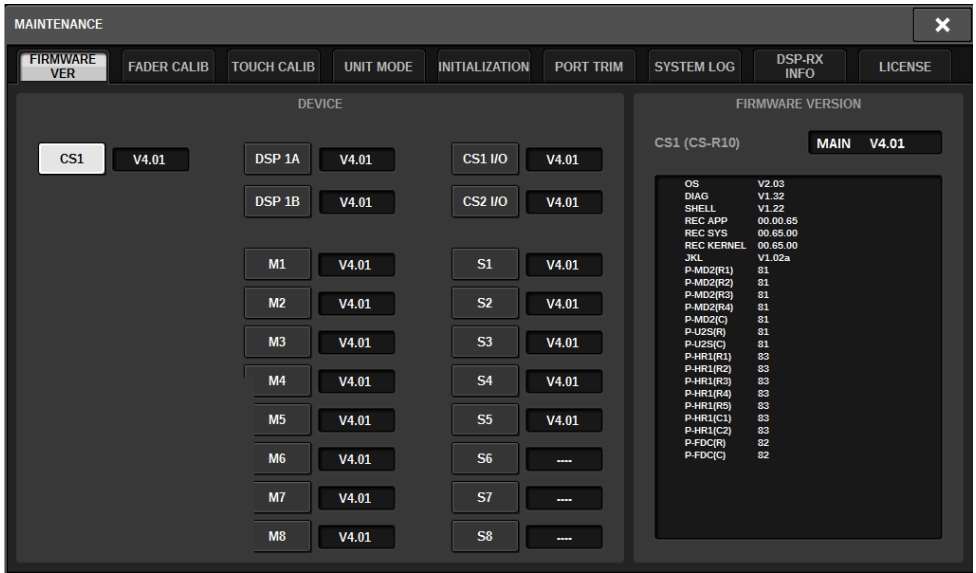 MAINTENANCE
FIRMWARE VER FADER CALIB TOUCH CALIB UNIT MODE INITIALIZATION PORT TRIM SYSTEM LOG DSP-RX INFO LICENSE
DEVICE
CS1 V4.01 DSP 1A V4.01 CS1 I/O V4.01
DSP 1B V4.01 CS2 I/O V4.01
M1 V4.01 S1 V4.01
M2 V4.01 S2 V4.01
M3 V4.01 S3 V4.01
M4 V4.01 S4 V4.01
M5 V4.01 S5 V4.01
M6 V4.01 S6 ----
M7 V4.01 S7 ----
M8 V4.01 S8 ----
FIRMWARE VERSION
CS1 (CS-R10) MAIN V4.01
OS V2.03
DIAG V1.32
SHELL V1.22
REC APP 00.00.65
REC SYS 00.65.00
REC KERNEL 00.65.00
JKL V1.02a
P-MD2(R1) 81
P-MD2(R2) 81
P-MD2(R3) 81
P-MD2(R4) 81
P-MD2(C) 81
P-U2S(R) 81
P-U2S(C) 81
P-HR1(R1) 83
P-HR1(R2) 83
P-HR1(R3) 83
P-HR1(R4) 83
P-HR1(R5) 83
P-HR1(C1) 83
P-HR1(C2) 83
P-FDC(R) 82
P-FDC(C) 82